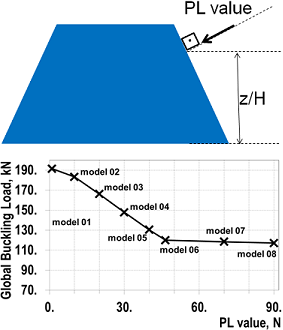 PL value
z/H
Global Buckling Load, kN
190.
170.
150.
130.
110.
90.
70.
model 02
model 03
model 04
model 01
model 05
model 06
model 07
model 08
0.
30.
60.
90.
PL value, N